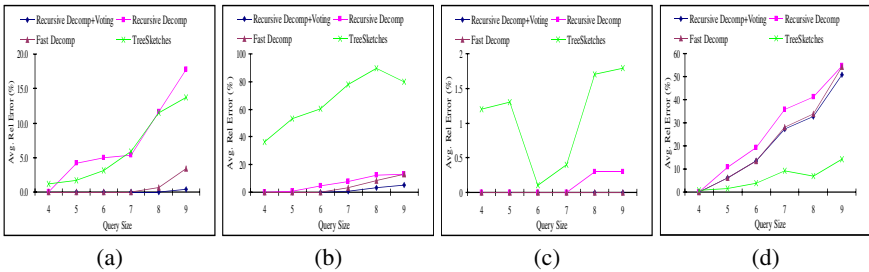 Recursive Decomp+Voting Recursive Decomp
Fast Decomp TreeSketches
Avg. Rel Error (%)
20.0
15.0
10.0
5.0
0.0
4 5 6 7 8 9
Query Size
(a)
Recursive Decomp+Voting Recursive Decomp
Fast Decomp TreeSketches
Avg. Rel Error (%)
100
80
60
40
20
0
4 5 6 7 8 9
Query Size
(b)
Recursive Decomp+Voting Recursive Decomp
Fast Decomp TreeSketches
Avg. Rel Error (%)
2
1.5
1
0.5
0
4 5 6 7 8 9
Query Size
(c)
Recursive Decomp+Voting Recursive Decomp
Fast Decomp TreeSketches
Avg. Rel Error (%)
60
50
40
30
20
10
0
4 5 6 7 8 9
Query Size
(d)